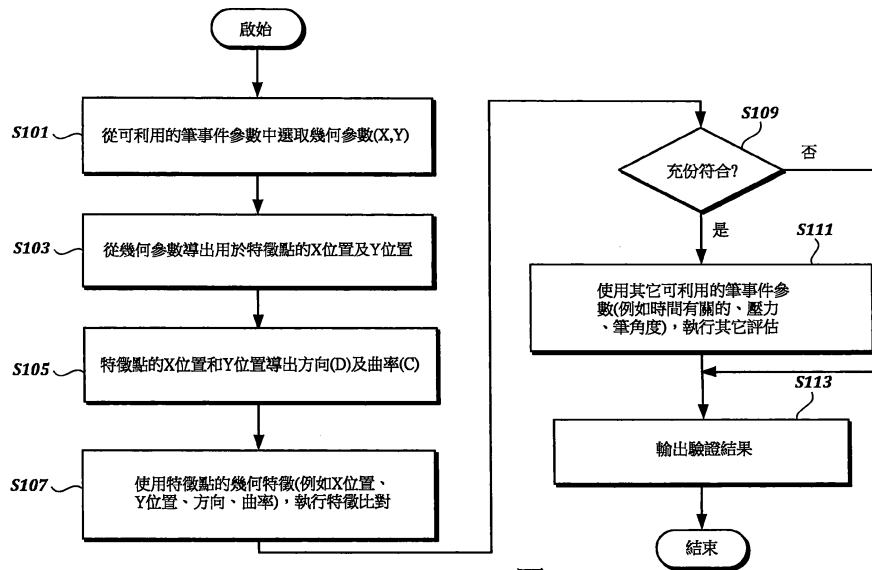 啟始
S101
從可利用的筆事件參數中選取幾何參數(X,Y)
S103
從幾何參數導出用於特徵點的X位置及Y位置
S105
特徵點的X位置和Y位置導出方向(D)及曲率(C)
S107
使用特徵點的幾何特徵(例如X位置、
Y位置、方向、曲率)，執行特徵比對
S109
充份符合?
否
是
S111
使用其它可利用的筆事件參
數(例如時間有關的、壓力
、筆角度)，執行其它評估
S113
輸出驗證結果
結束